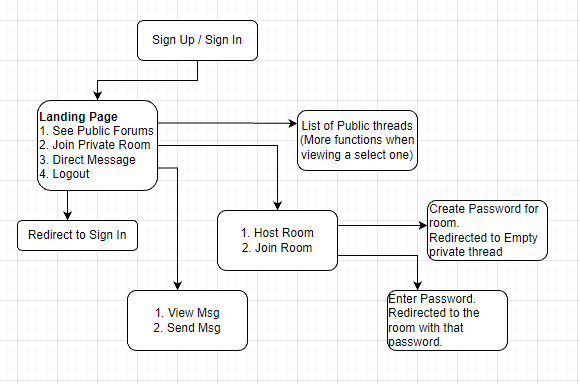 Sign Up / Sign In
Landing Page
1. See Public Forums
2. Join Private Room
3. Direct Message
4. Logout
List of Public threads
(More functions when
viewing a select one)
Redirect to Sign In
1. Host Room
2. Join Room
Create Password for
room.
Redirected to Empty
private thread
1. View Msg
2. Send Msg
Enter Password.
Redirected to the
room with that
password.